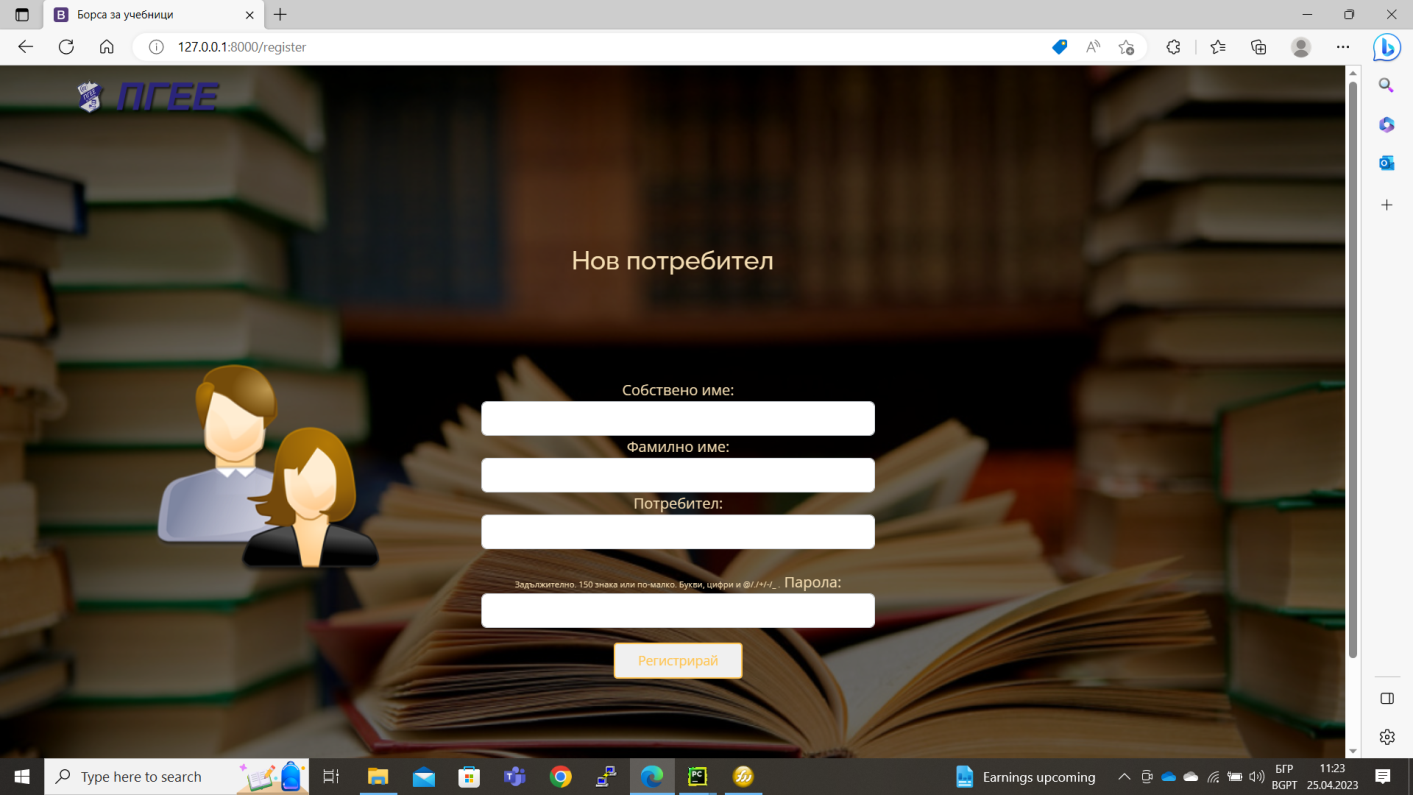 Борса за учебници
127.0.0.1:8000/register
ПГЕЕ
Нов потребител
Собствено име:
Фамилно име:
Потребител:
Задължително. 150 знака или по-малко. Букви, цифри и @/./+/-/_ . Парола:
Регистрирай
Type here to search
Earnings upcoming
БГР
BGPT
11:23
25.04.2023